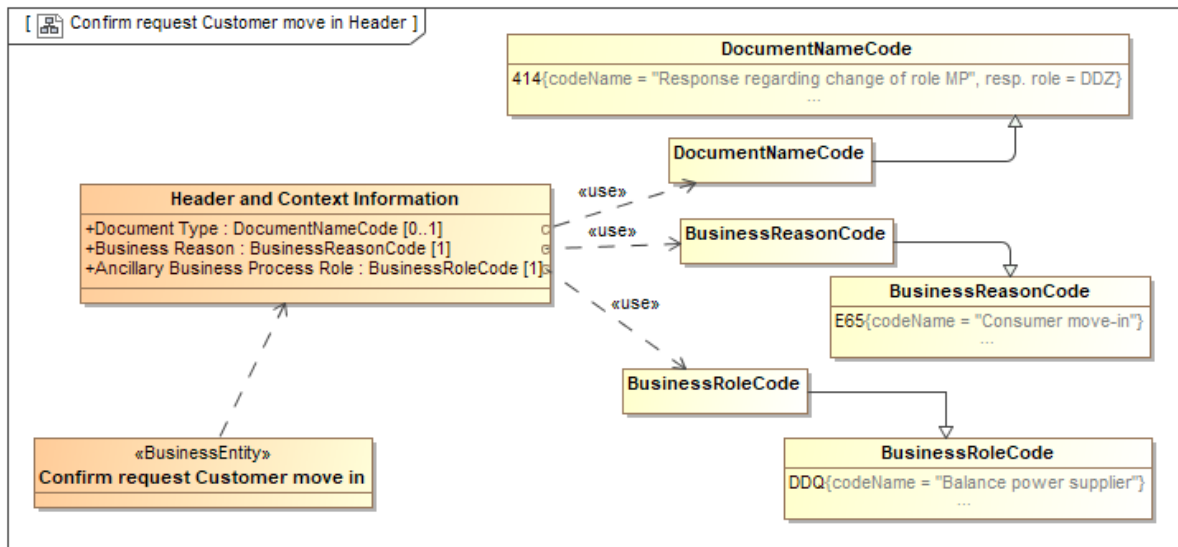 [ Confirm request Customer move in Header ]
DocumentNameCode
414{codeName = "Response regarding change of role MP", resp. role = DDZ}
...
DocumentNameCode
«use»
Header and Context Information
+Document Type : DocumentNameCode [0..1]
+Business Reason : BusinessReasonCode [1]
+Ancillary Business Process Role : BusinessRoleCode [1]
«use»
BusinessReasonCode
BusinessReasonCode
E65{codeName = "Consumer move-in"}
...
«use»
BusinessRoleCode
BusinessRoleCode
DDQ{codeName = "Balance power supplier"}
...
«BusinessEntity»
Confirm request Customer move in